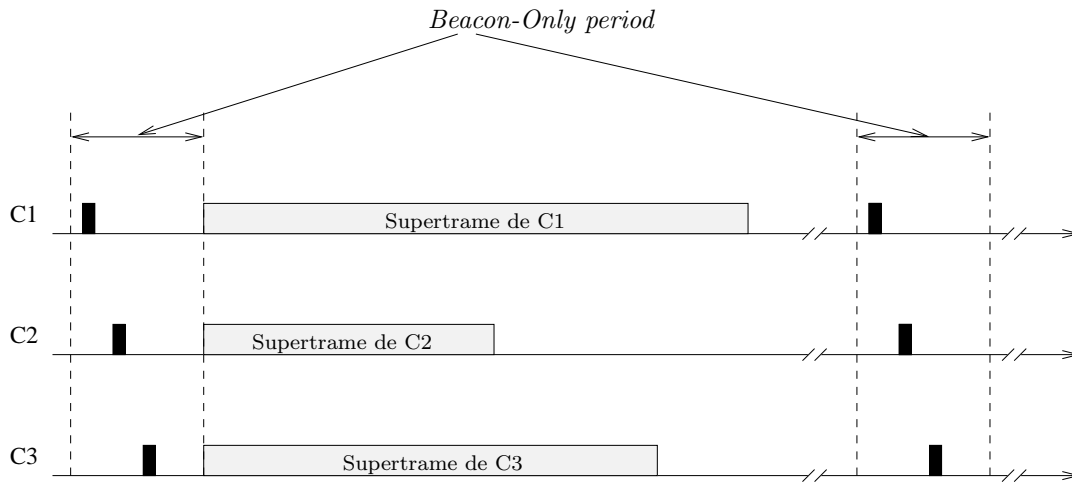 Beacon-Only period
C1
Supertrame de C1
C2
Supertrame de C2
C3
Supertrame de C3